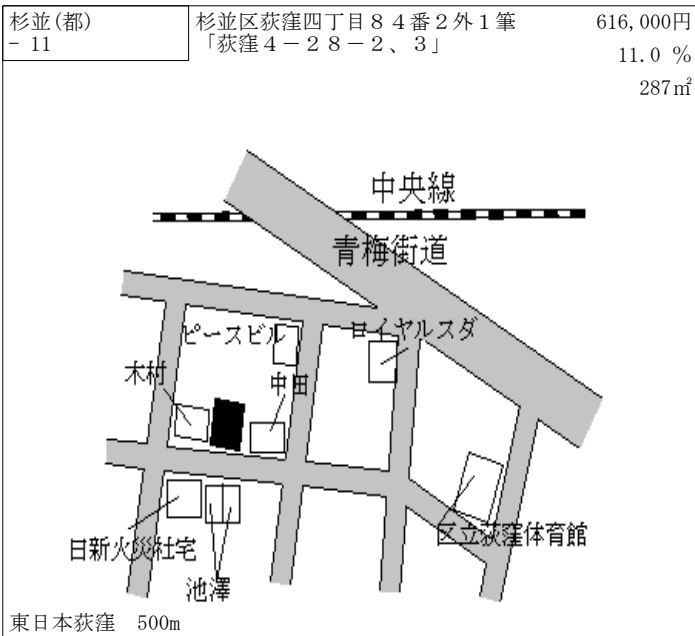 杉並(都)
- 11
杉並区荻窪四丁目８４番２外１筆
「荻窪４－２８－２、３」
616,000円
11.0 %
287㎡
中央線
青梅街道
ピースビル
ロイヤルスダ
木村
中田
日新火災社宅
池澤
区立荻窪体育館
東日本荻窪　500m